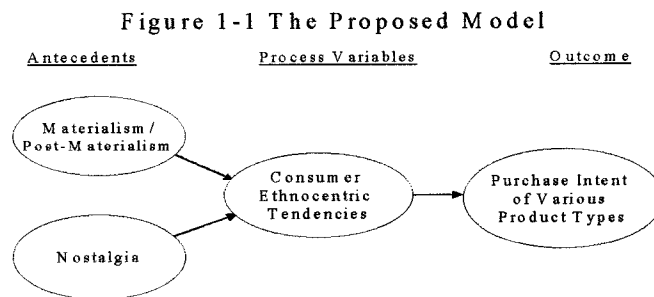 Figure 1-1 The Proposed Model
Antecedents
Process Variables
Outcome
Materialism /
Post-Materialism
Consumer
Ethnocentric
Tendencies
Purchase Intent
of Various
Product Types
Nostalgia